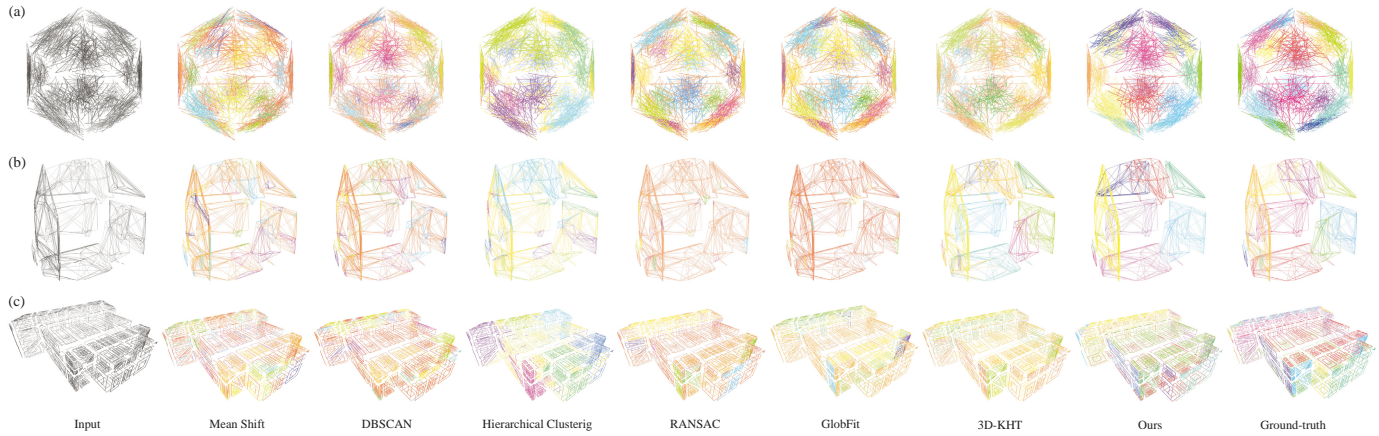 (a)
(b)
(c)
Input Mean Shift DBSCAN Hierarchical Clusterig RANSAC GlobFit 3D-KHT Ours Ground-truth